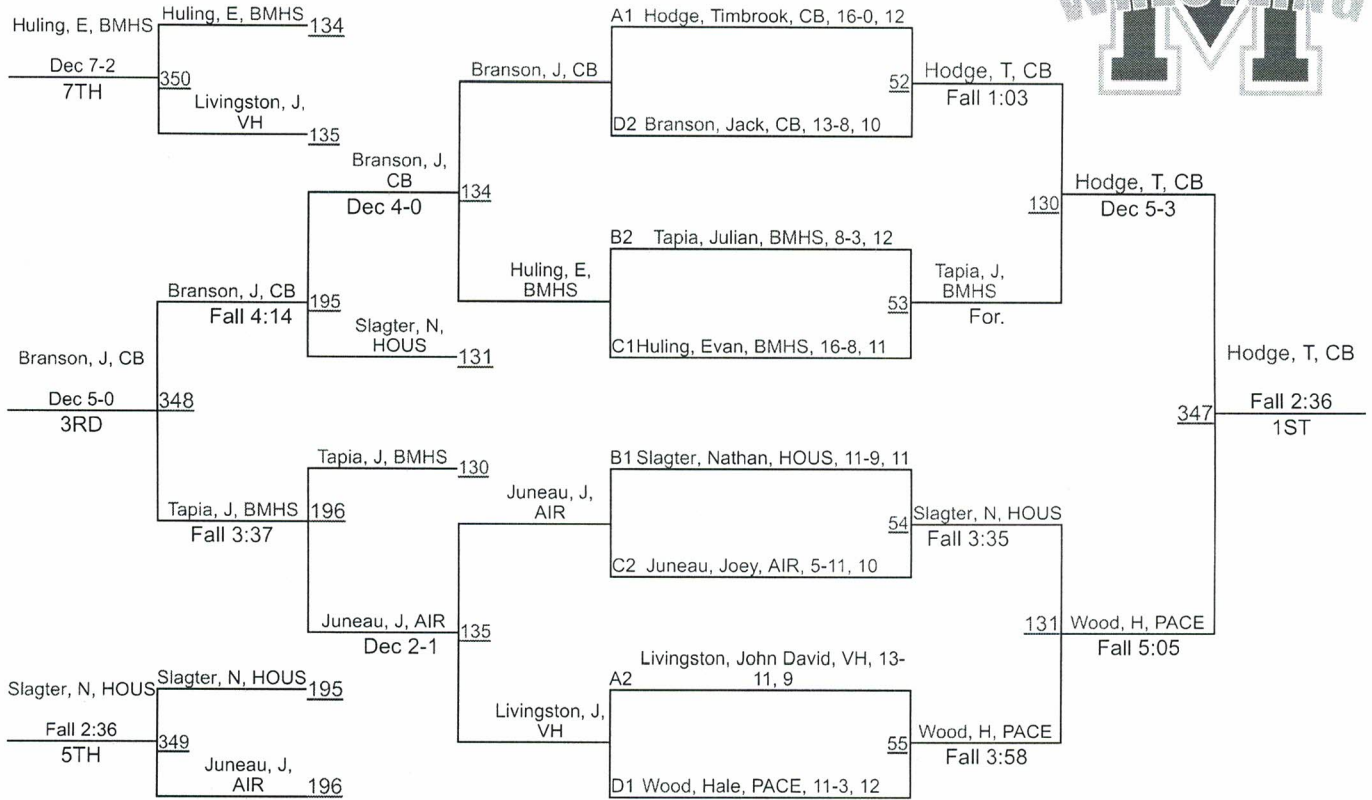 Huling, E, BMHS
Huling, E, BMHS
134
Dec 7-2
7TH
350
Livingston, J,
VH
135
Branson, J,
CB
Dec 4-0
134
Branson, J, CB
Huling, E,
BMHS
Branson, J, CB
Fall 4:14
195
Slagter, N,
HOUS
131
Branson, J, CB
Dec 5-0
3RD
348
Tapia, J, BMHS
Fall 3:37
196
Tapia, J, BMHS
130
Juneau, J, AIR
Dec 2-1
135
Juneau, J,
AIR
Livingston, J,
VH
Slagter, N, HOUS
Slagter, N, HOUS
195
Fall 2:36
5TH
349
Juneau, J,
AIR
196
A1 Hodge, Timbrook, CB, 16-0, 12
52
D2 Branson, Jack, CB, 13-8, 10
Hodge, T, CB
Fall 1:03
B2 Tapia, Julian, BMHS, 8-3, 12
53
C1 Huling, Evan, BMHS, 16-8, 11
Tapia, J,
BMHS
For.
130
Hodge, T, CB
Dec 5-3
B1 Slagter, Nathan, HOUS, 11-9, 11
54
C2 Juneau, Joey, AIR, 5-11, 10
Slagter, N, HOUS
Fall 3:35
Livingston, John David, VH, 13-
A2 11, 9
55
D1 Wood, Hale, PACE, 11-3, 12
Wood, H, PACE
Fall 3:58
131
Wood, H, PACE
Fall 5:05
347
Hodge, T, CB
Fall 2:36
1ST
M